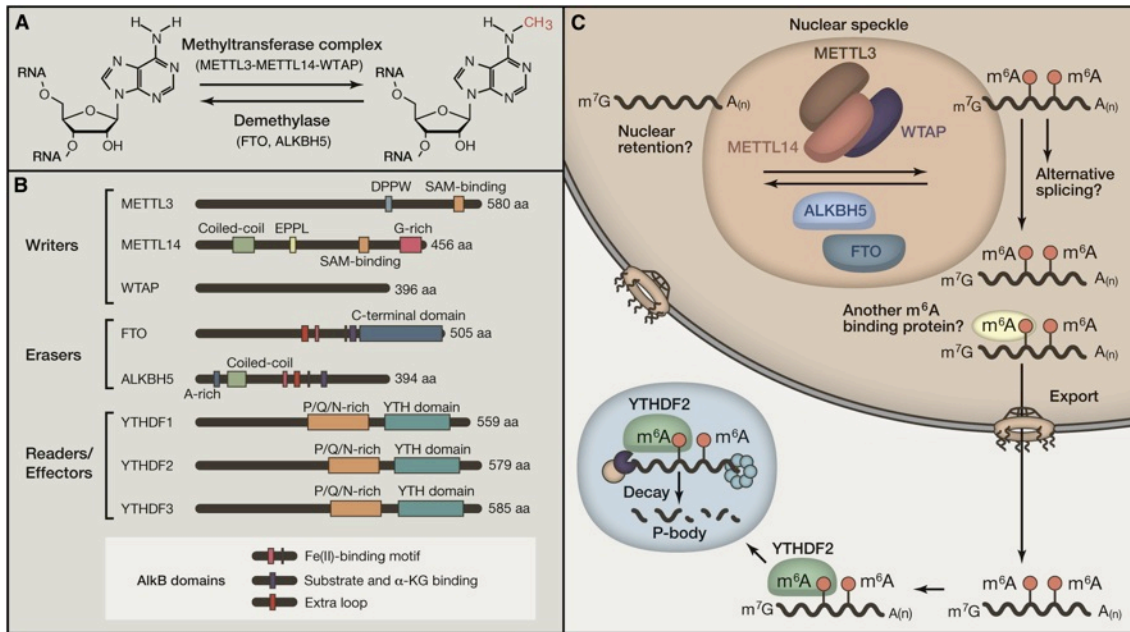 A
H
H
N
CH₃
H
N
Methyltransferase complex
(METTL3-METTL14-WTAP)
Demethylase
(FTO, ALKBH5)
RNA
N
N
N
N
O
O
RNA
O
OH
RNA
N
N
N
N
O
O
RNA
O
OH
B
Writers
METTL3
DPPW
SAM-binding
580 aa
METTL14
Coiled-coil
EPPL
SAM-binding
G-rich
456 aa
WTAP
396 aa
Erasers
FTO
C-terminal domain
505 aa
ALKBH5
A-rich
Coiled-coil
394 aa
Readers/
Effectors
YTHDF1
P/Q/N-rich
YTH domain
559 aa
YTHDF2
P/Q/N-rich
YTH domain
579 aa
YTHDF3
P/Q/N-rich
YTH domain
585 aa
AlkB domains
Fe(II)-binding motif
Substrate and α-KG binding
Extra loop
C
Nuclear speckle
METTL3
METTL14
WTAP
ALKBH5
FTO
m⁷G
A(n)
Nuclear
retention?
m⁶A
m⁶A
m⁷G
A(n)
Alternative
splicing?
m⁶A
m⁶A
m⁷G
A(n)
Another m⁶A
binding protein?
m⁶A
m⁶A
m⁷G
A(n)
Export
m⁶A
m⁶A
m⁷G
A(n)
YTHDF2
m⁶A
m⁶A
m⁷G
A(n)
YTHDF2
m⁶A
m⁶A
Decay
P-body